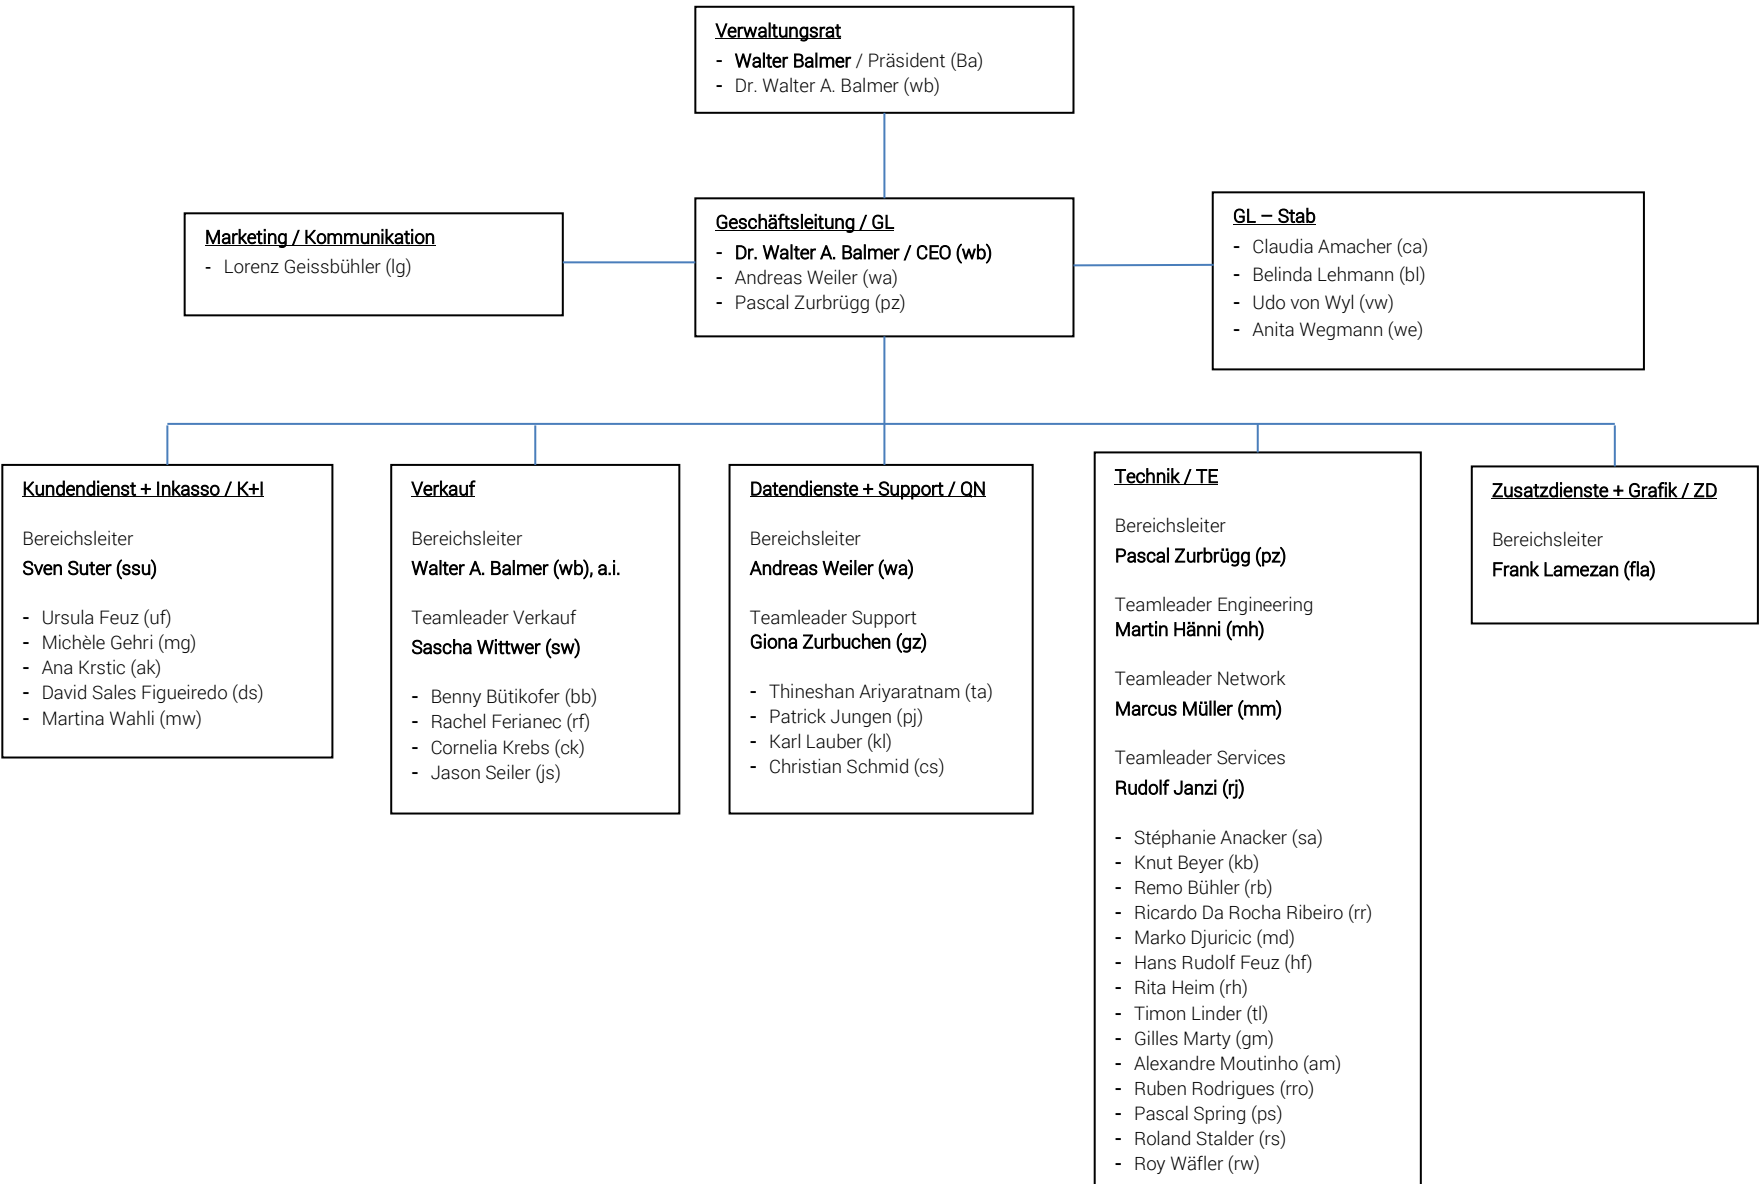 Verwaltungsrat
- Walter Balmer / Präsident (Ba)
- Dr. Walter A. Balmer (wb)
Marketing / Kommunikation
- Lorenz Geissbühler (lg)
Geschäftsleitung / GL
- Dr. Walter A. Balmer / CEO (wb)
- Andreas Weiler (wa)
- Pascal Zurbrügg (pz)
GL – Stab
- Claudia Amacher (ca)
- Belinda Lehmann (bl)
- Udo von Wyl (vw)
- Anita Wegmann (we)
Kundendienst + Inkasso / K+I
Bereichsleiter
Sven Suter (ssu)
- Ursula Feuz (uf)
- Michèle Gehri (mg)
- Ana Krstic (ak)
- David Sales Figueiredo (ds)
- Martina Wahli (mw)
Verkauf
Bereichsleiter
Walter A. Balmer (wb), a.i.
Teamleader Verkauf
Sascha Wittwer (sw)
- Benny Bütikofer (bb)
- Rachel Ferianec (rf)
- Cornelia Krebs (ck)
- Jason Seiler (js)
Datendienste + Support / QN
Bereichsleiter
Andreas Weiler (wa)
Teamleader Support
Giona Zurbuchen (gz)
- Thineshan Ariyaratnam (ta)
- Patrick Jungen (pj)
- Karl Lauber (kl)
- Christian Schmid (cs)
Technik / TE
Bereichsleiter
Pascal Zurbrügg (pz)
Teamleader Engineering
Martin Hänni (mh)
Teamleader Network
Marcus Müller (mm)
Teamleader Services
Rudolf Janzi (rj)
- Stéphanie Anacker (sa)
- Knut Beyer (kb)
- Remo Bühler (rb)
- Ricardo Da Rocha Ribeiro (rr)
- Marko Djuricic (md)
- Hans Rudolf Feuz (hf)
- Rita Heim (rh)
- Timon Linder (tl)
- Gilles Marty (gm)
- Alexandre Moutinho (am)
- Ruben Rodrigues (rro)
- Pascal Spring (ps)
- Roland Stalder (rs)
- Roy Wäfler (rw)
Zusatzdienste + Grafik / ZD
Bereichsleiter
Frank Lamezan (fla)